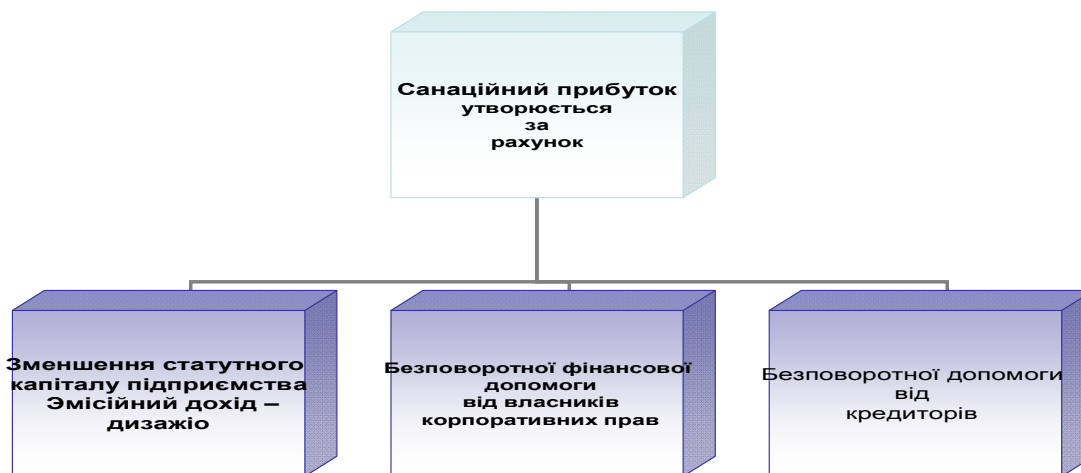 Санаційний прибуток
утворюється
за
рахунок
Зменшення статутного
капіталу підприємства
Эмісійний дохід –
дизажіо
Безповоротної фінансової
допомоги
від власників
корпоративних прав
Безповоротної допомоги
від
кредиторів